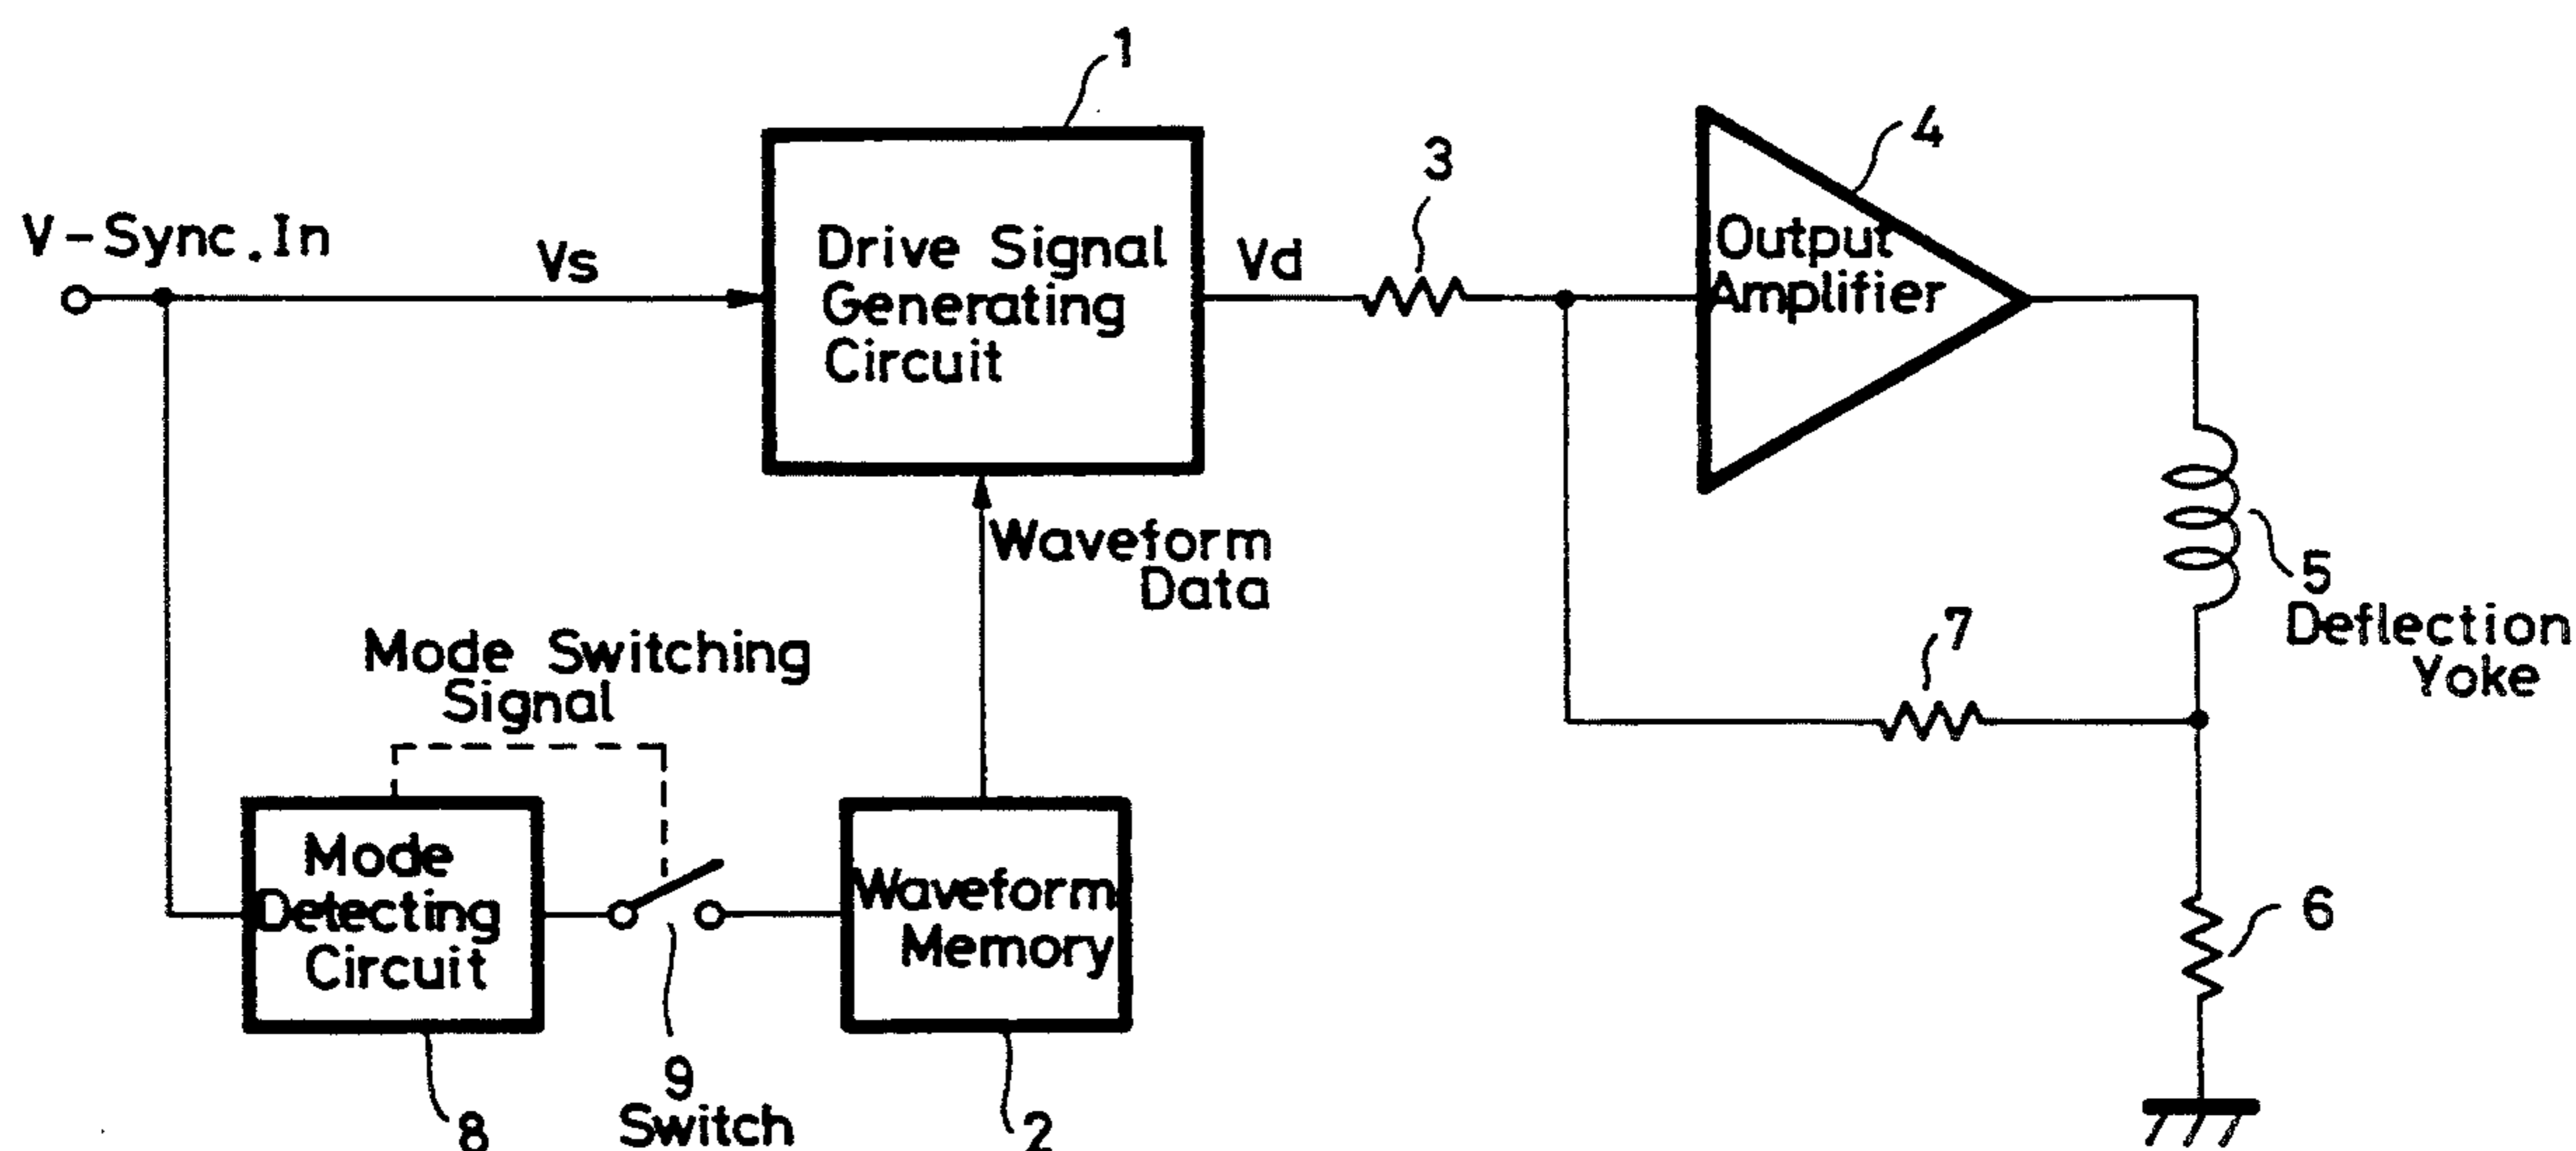 1
V-Sync.In
Vs
Drive Signal
Generating
Circuit
Vd
3
Output
Amplifier
4
Waveform
Data
5
Deflection
Yoke
7
Mode Switching
Signal
Mode
Detecting
Circuit
Waveform
Memory
6
8
9
Switch
2